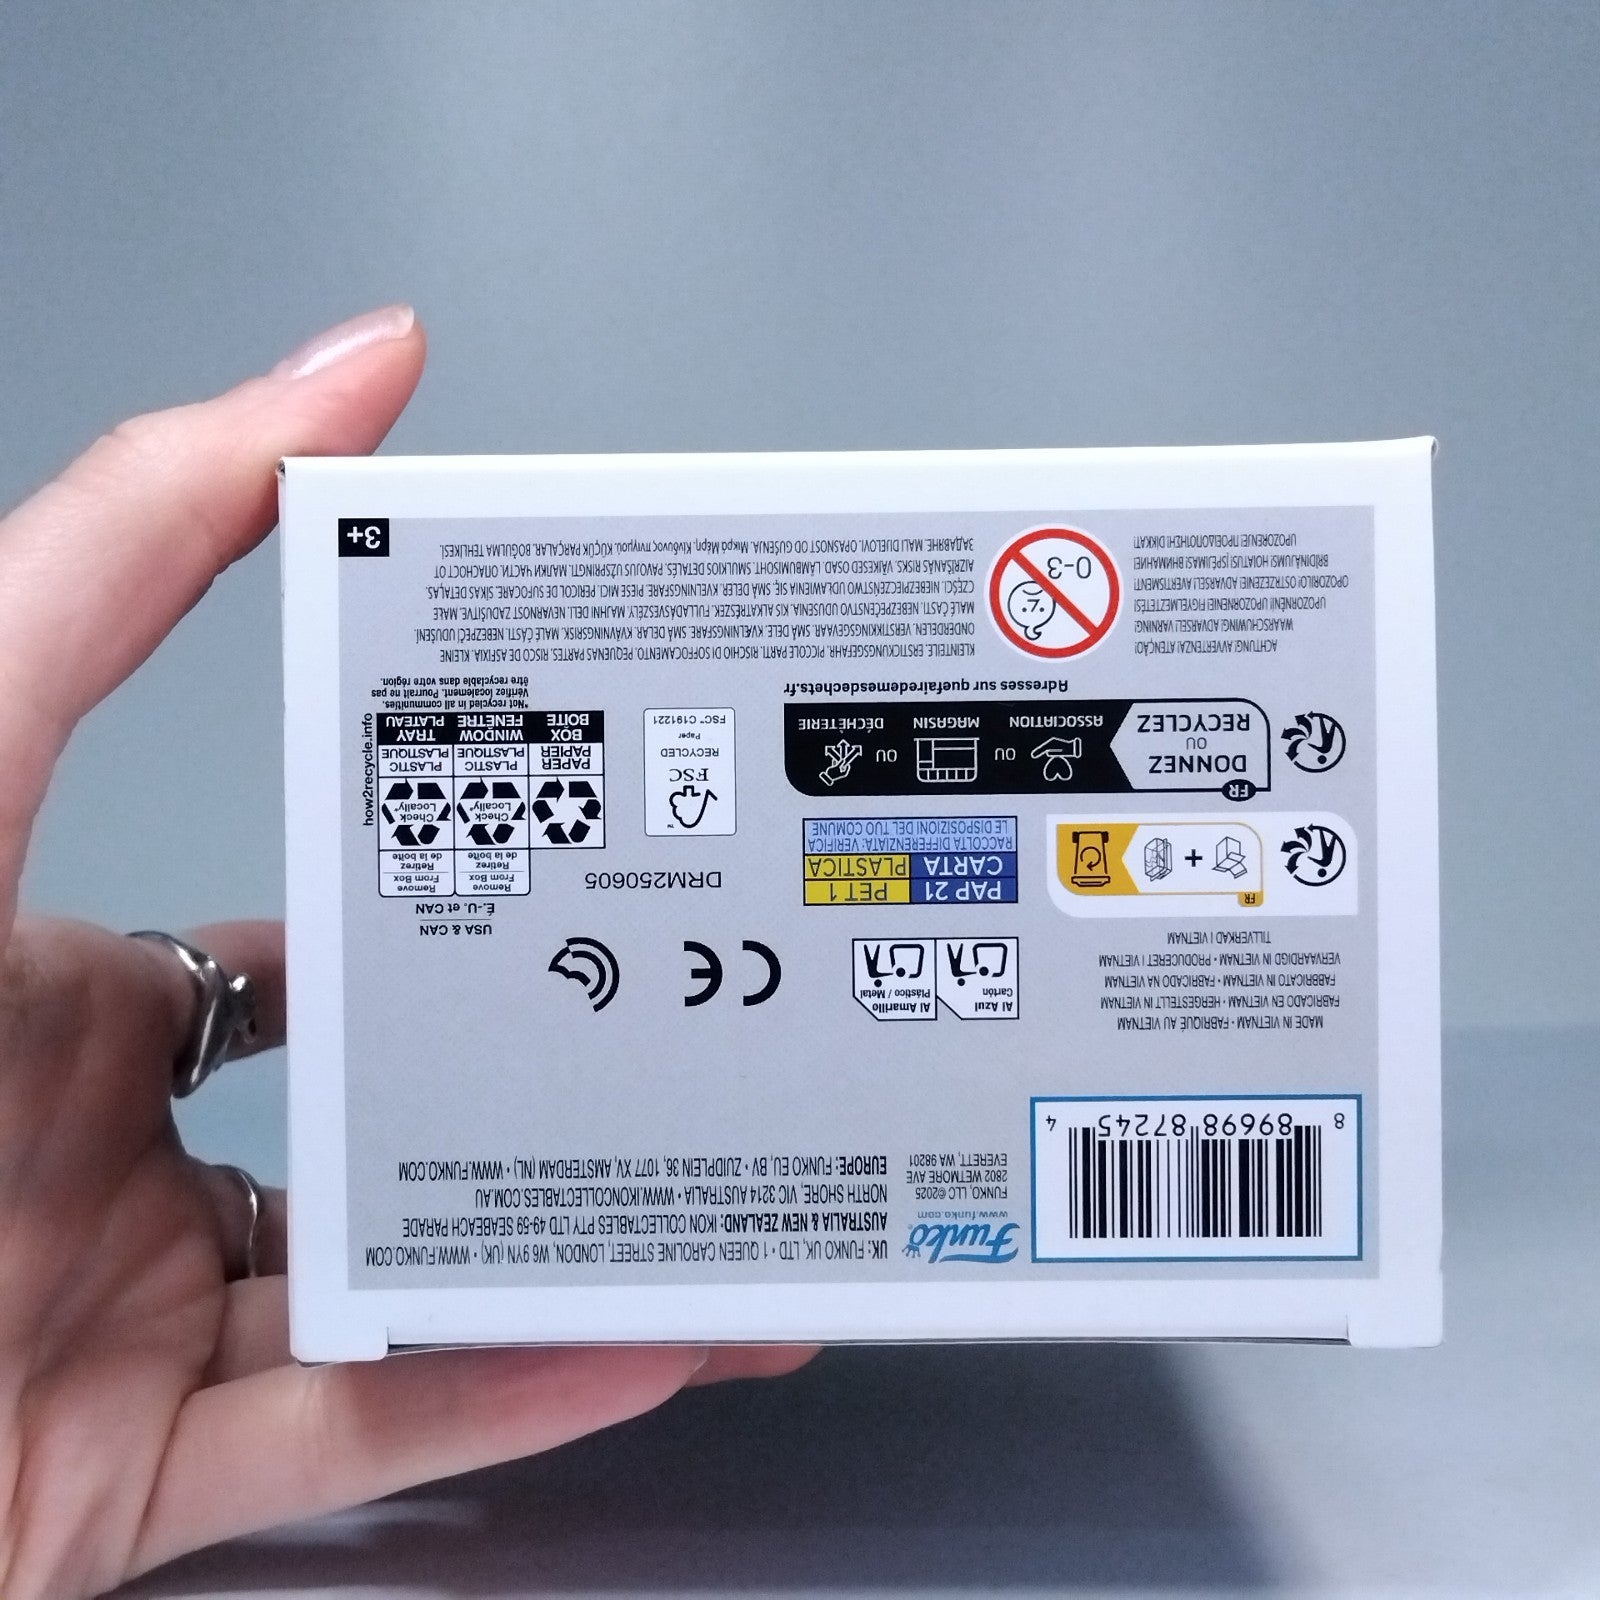 8 89698 87245 4
Funko
www.funko.com
FUNKO, LLC ©2025
2802 WETMORE AVE
EVERETT, WA 98201
UK: FUNKO UK, LTD • 1 QUEEN CAROLINE STREET, LONDON, W6 9YN (UK) • WWW.FUNKO.COM
AUSTRALIA & NEW ZEALAND: IKON COLLECTABLES PTY LTD 49-59 SEABEACH PARADE
NORTH SHORE, VIC 3214 AUSTRALIA • WWW.IKONCOLLECTABLES.COM.AU
EUROPE: FUNKO EU, BV • ZUIDPLEIN 36, 1077 XV, AMSTERDAM (NL) • WWW.FUNKO.COM
MADE IN VIETNAM • FABRIQUÉ AU VIETNAM
FABRICADO EN VIETNAM • HERGESTELLT IN VIETNAM
FABBRICATO IN VIETNAM • FABRICADO NA VIETNAM
VERVAARDIGD IN VIETNAM • PRODUCERET I VIETNAM
TILLVERKAD I VIETNAM
Al Azul
Cartón
Al Amarillo
Plástico / Metal
CE
USA & CAN
É.-U. et CAN
FR
PAP 21
CARTA
PET 1
PLASTICA
RACCOLTA DIFFERENZIATA: VERIFICA
LE DISPOSIZIONI DEL TUO COMUNE
DRM250605
Remove
From Box
Retirez
de la boîte
Check
Locally*
Remove
From Box
Retirez
de la boîte
Check
Locally*
PAPER
PAPIER
BOX
BOÎTE
PLASTIC
PLASTIQUE
WINDOW
FENÊTRE
PLASTIC
PLASTIQUE
TRAY
PLATEAU
how2recycle.info
*Not recycled in all communities.
Vérifiez localement. Pourrait ne pas
être recyclable dans votre région.
FR
DONNEZ
OU
RECYCLEZ
ASSOCIATION
OU
MAGSIN
OU
DÉCHÈTERIE
Adresses sur quefairedemesdechets.fr
FSC
RECYCLED
Paper
FSC™ C191221
ACHTUNG! AVVERTENZA! ATENÇÃO!
WAARSCHUWING! ADVARSEL! VARNING!
UPOZORNĚNÍ! UPOZORNENIE! FIGYELMEZTETÉS!
OPOZORILO! OSTRZEŻENIE! ADVARSEL! AVERTISMENT!
BRĪDINĀJUMS! HOIATUS! ĮSPĖJIMAS! ВНИМАНИЕ!
UPOZORENJE! ΠΡΟΕΙΔΟΠΟΙΗΣΗ! DIKKAT!
0-3
KLEINTEILE. ERSTICKUNGSGEFAHR. PICCOLE PARTI. RISCHIO DI SOFFOCAMENTO. PEQUENAS PARTES. RISCO DE ASFIXIA. KLEINE
ONDERDELEN. VERSTIKKINGSGEVAAR. SMÅ DELE. KVÆLNINGSFARE. SMÅ DELAR. KVÄVNINGSRISK. MALÉ ČÁSTI. NEBEZPEČÍ UDUŠENÍ.
MALÉ ČASTI. NEBEZPEČENSTVO UDUSENIA. KIS ALKATRÉSZEK. FULLADÁSVESZÉLY. MAJHNI DELI. NEVARNOST ZADUŠITVE. MAŁE
CZĘŚCI. NIEBEZPIECZEŃSTWO UDŁAWIENIA SIĘ. SMÅ DELER. KVELNINGSFARE. PIESE MICI. PERICOL DE SUFOCARE. SĪKAS DETAĻAS.
AIZRĪŠANĀS RISKS. VÄIKESED OSAD. LÄMBUMISOHT. SMULKIOS DETALĖS. PAVOJUS UŽSPRINGTI. МАЛКИ ЧАСТИ. ОПАСНОСТ ОТ
ЗАДАВЯНЕ. MALI DIJELOVI. OPASNOST OD GUŠENJA. Μικρά Μέρη. Κίνδυνος πνιγμού. KÜÇÜK PARÇALAR. BOĞULMA TEHLİKESİ.
3+